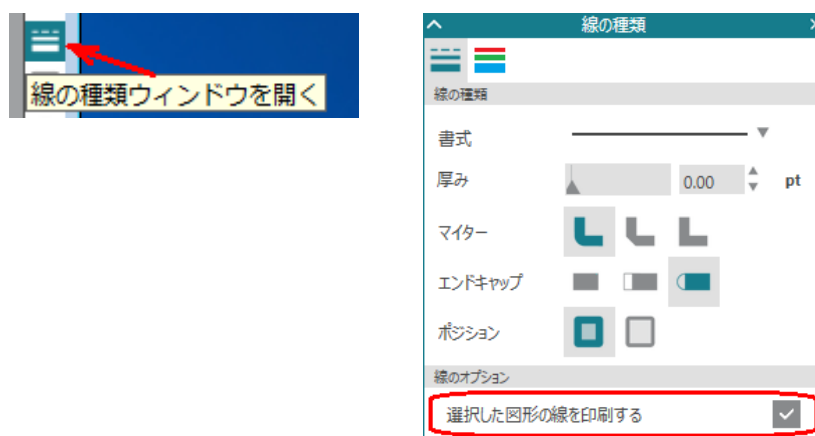 線の種類ウィンドウを開く
線の種類
線の種類
書式
厚み
0.00
pt
マイター
エンドキャップ
ポジション
線のオプション
選択した図形の線を印刷する